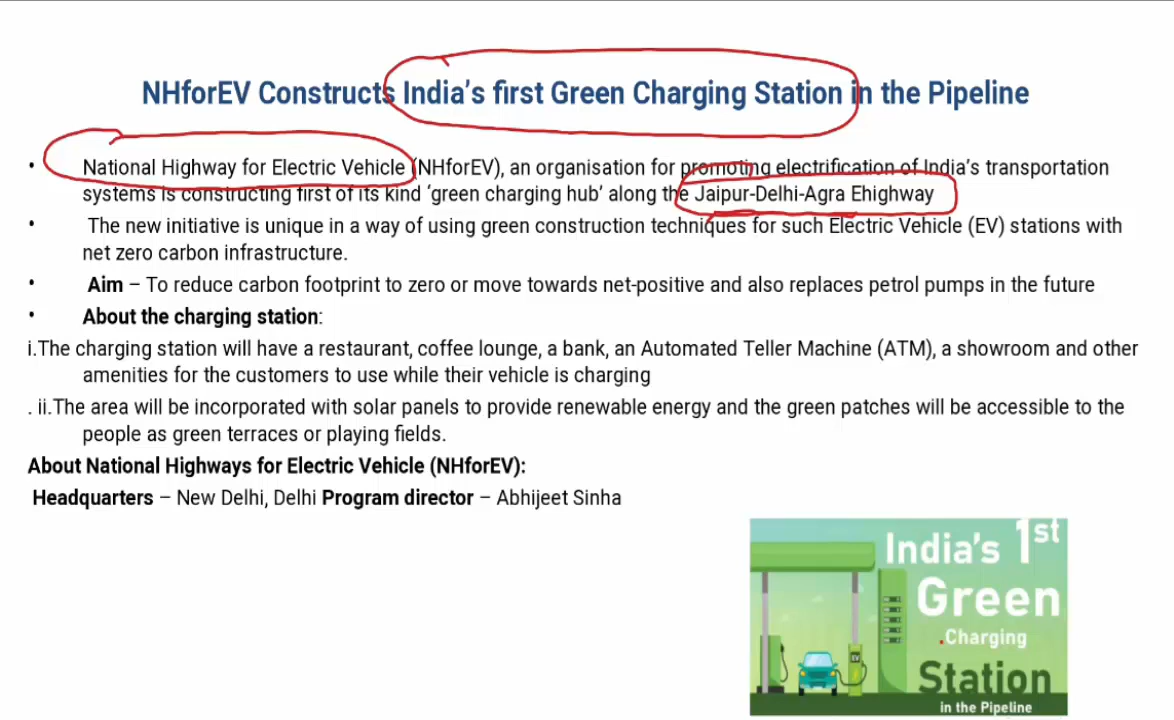 NHforEV Constructs India's first Green Charging Station in the Pipeline
• National Highway for Electric Vehicle (NHforEV), an organisation for promoting electrification of India's transportation
systems is constructing first of its kind 'green charging hub' along the Jaipur-Delhi-Agra Ehighway
• The new initiative is unique in a way of using green construction techniques for such Electric Vehicle (EV) stations with
net zero carbon infrastructure.
• Aim – To reduce carbon footprint to zero or move towards net-positive and also replaces petrol pumps in the future
• About the charging station:
i.The charging station will have a restaurant, coffee lounge, a bank, an Automated Teller Machine (ATM), a showroom and other
amenities for the customers to use while their vehicle is charging
. ii.The area will be incorporated with solar panels to provide renewable energy and the green patches will be accessible to the
people as green terraces or playing fields.
About National Highways for Electric Vehicle (NHforEV):
Headquarters – New Delhi, Delhi Program director – Abhijeet Sinha
India's 1st
Green
Charging
EV
Station
in the Pipeline